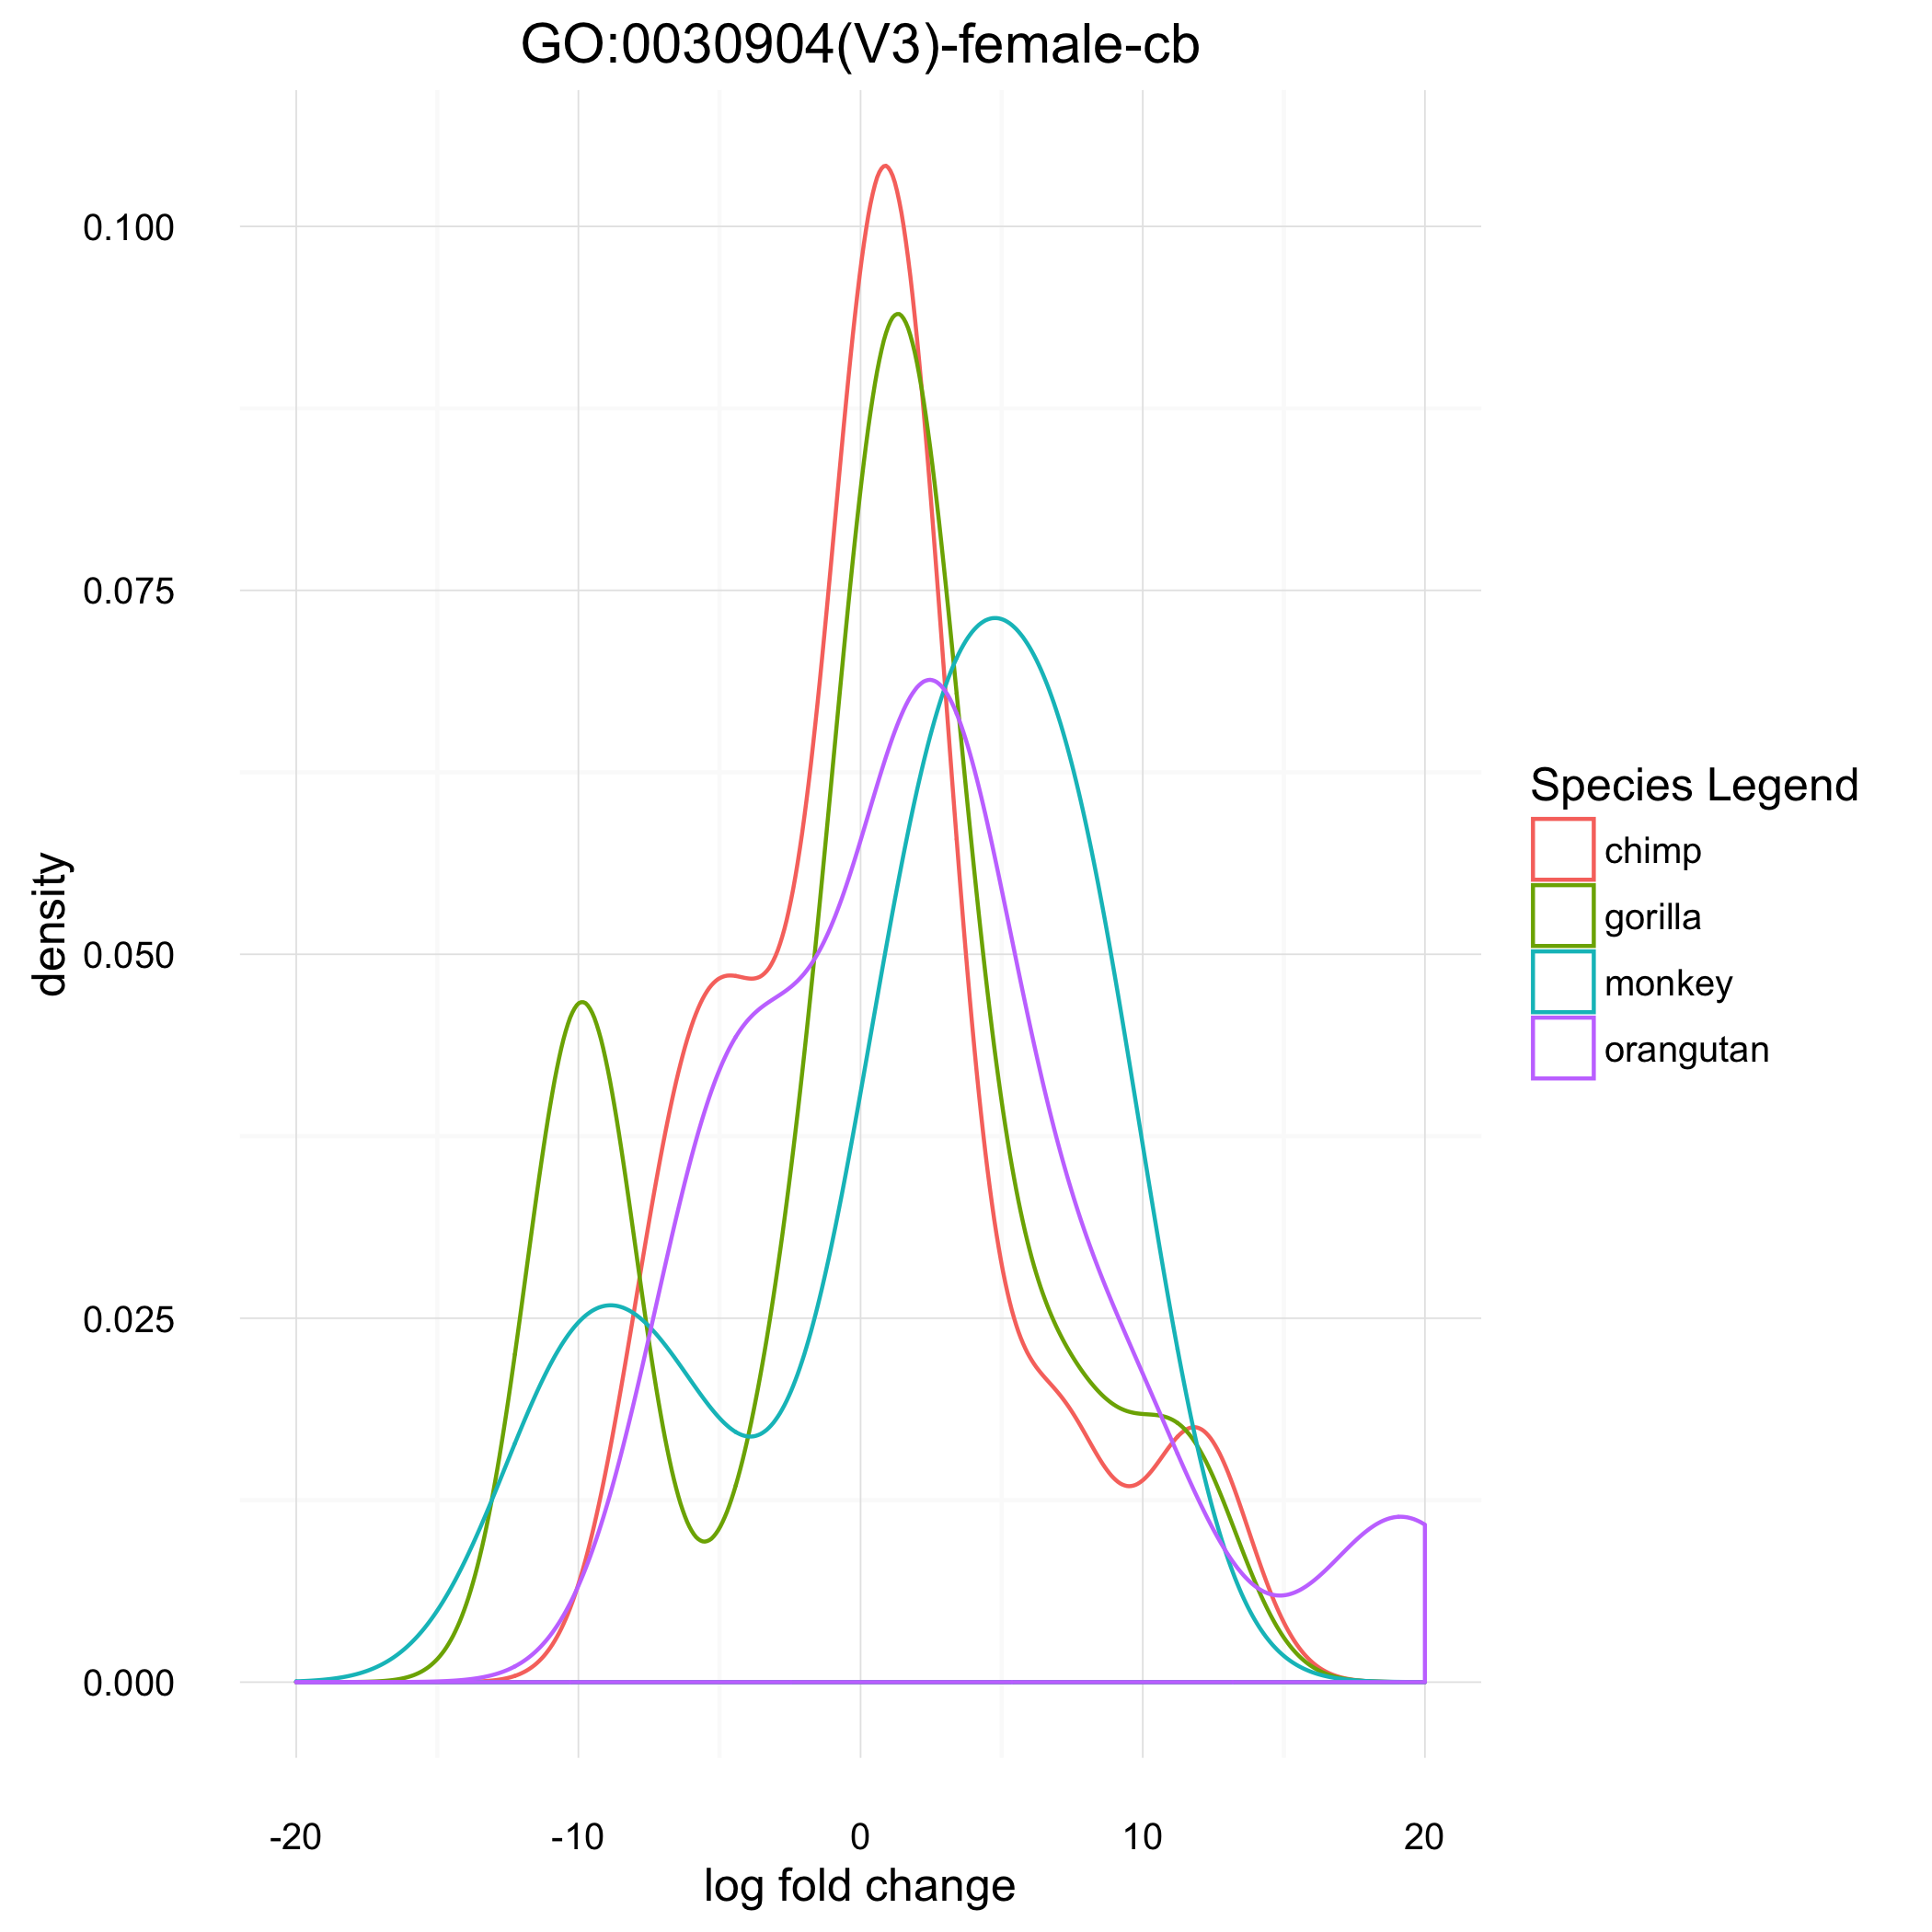 GO:0030904(V3)-female-cb
0.100
0.075
0.050
0.025
0.000
density
-20 -10 0 10 20
log fold change
Species Legend
chimp
gorilla
monkey
orangutan